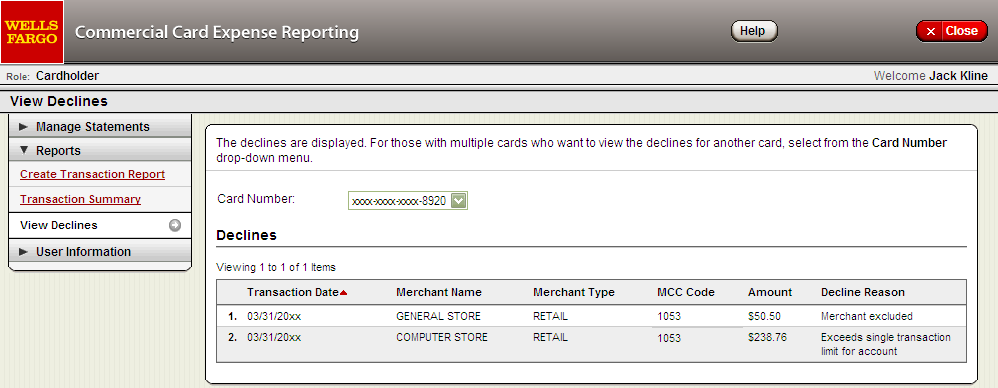 WELLS
FARGO
Commercial Card Expense Reporting
Help
× Close
Role: Cardholder
Welcome Jack Kline
View Declines
Manage Statements
Reports
Create Transaction Report
Transaction Summary
View Declines
User Information
The declines are displayed. For those with multiple cards who want to view the declines for another card, select from the Card Number
drop-down menu.
Card Number: xxxx-xxxx-xxxx-8920
Declines
Viewing 1 to 1 of 1 Items
Transaction Date Merchant Name Merchant Type MCC Code Amount Decline Reason
1. 03/31/20xx GENERAL STORE RETAIL 1053 $50.50 Merchant excluded
2. 03/31/20xx COMPUTER STORE RETAIL 1053 $238.76 Exceeds single transaction
limit for account